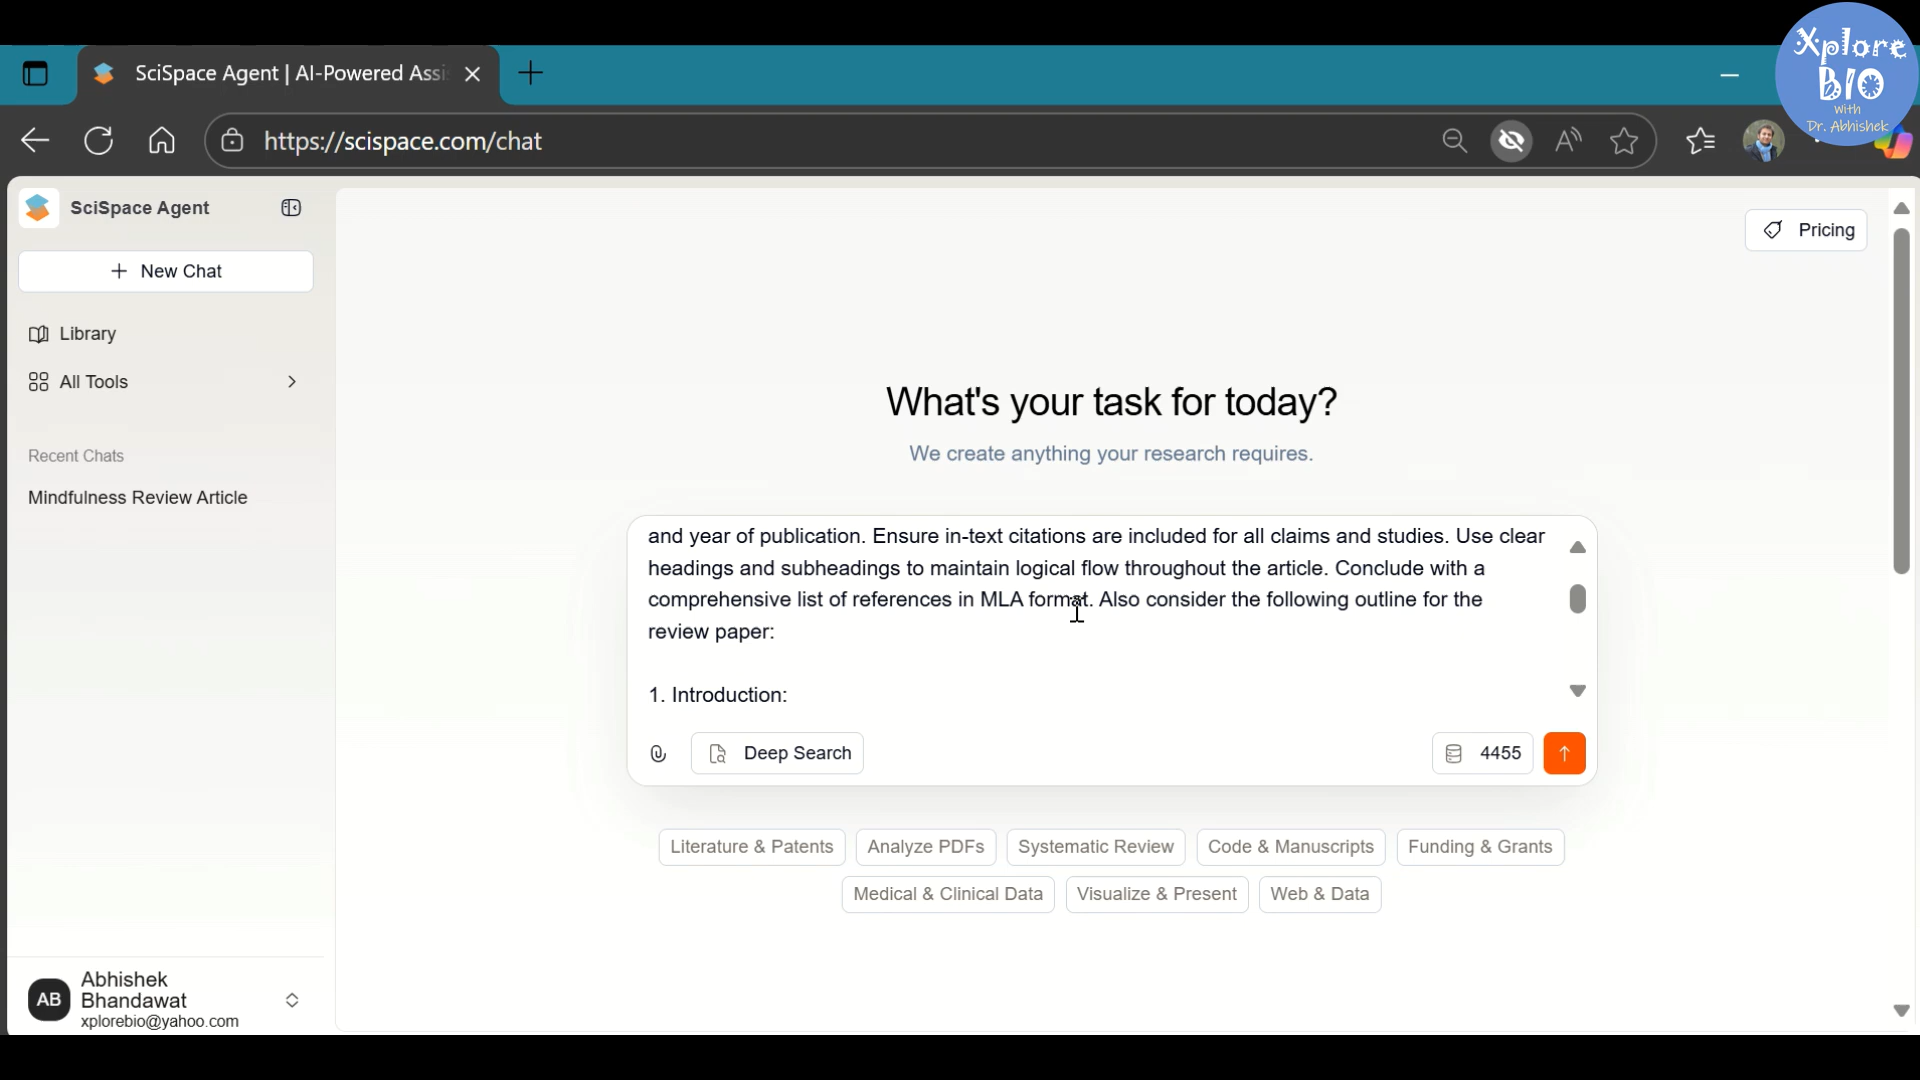 SciSpace Agent | AI-Powered Assi
Xplore
BIO
With
Dr. Abhishek
https://scispace.com/chat
SciSpace Agent
Pricing
+ New Chat
Library
All Tools
Recent Chats
Mindfulness Review Article
What's your task for today?
We create anything your research requires.
and year of publication. Ensure in-text citations are included for all claims and studies. Use clear
headings and subheadings to maintain logical flow throughout the article. Conclude with a
comprehensive list of references in MLA format. Also consider the following outline for the
review paper:
1. Introduction:
Deep Search
4455
Literature & Patents
Analyze PDFs
Systematic Review
Code & Manuscripts
Funding & Grants
Medical & Clinical Data
Visualize & Present
Web & Data
AB
Abhishek
Bhandawat
xplorebio@yahoo.com